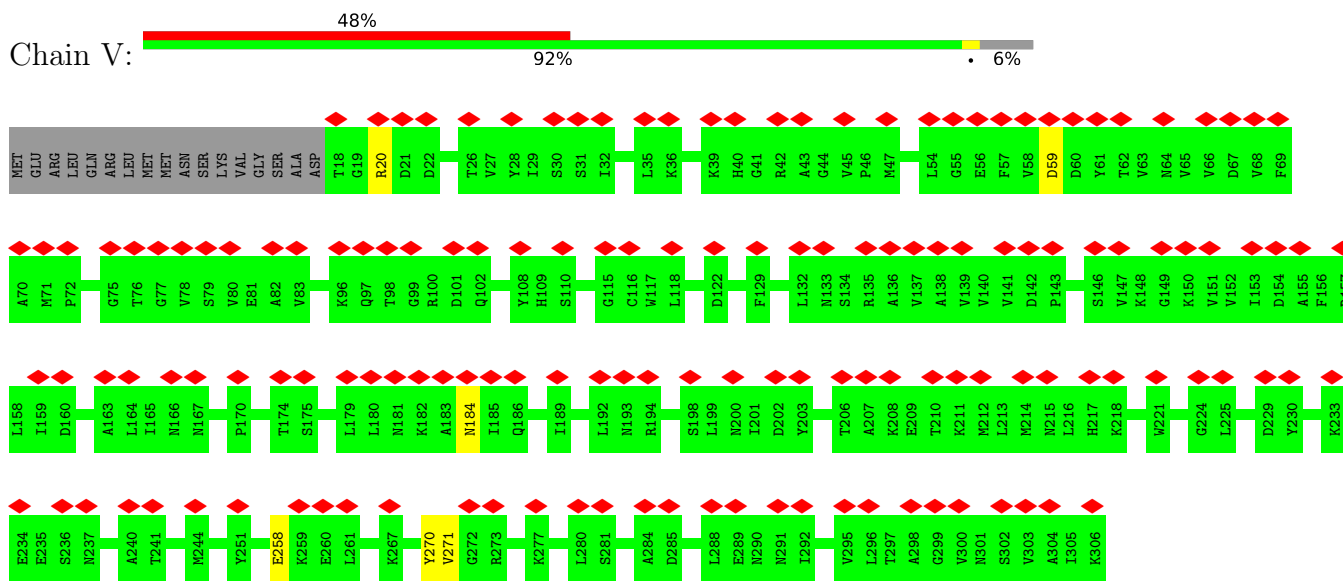 48%
Chain V:
92% • 6%
MET GLU ARG LEU GLN ARG LEU MET MET ASN SER LYS VAL GLY SER ALA ASP T18 G19 R20 D21 D22 T26 V27 Y28 I29 S30 S31 I32 L35 K36 K39 H40 G41 R42 A43 G44 V45 P46 M47 L54 G55 E56 F57 V58 D59 D60 Y61 T62 V63 N64 V65 V66 D67 V68 F69
A70 M71 P72 G75 T76 G77 V78 S79 V80 E81 A82 V83 K96 Q97 T98 G99 R100 D101 Q102 Y108 H109 S110 G115 C116 W117 L118 D122 F129 L132 N133 S134 R135 A136 V137 A138 V139 V140 V141 D142 P143 S146 V147 K148 G149 K150 V151 V152 I153 D154 A155 F156
L158 I159 D160 A163 L164 I165 N166 N167 P170 T174 S175 L179 L180 N181 K182 A183 N184 I185 Q186 I189 L192 N193 R194 S198 L199 N200 I201 D202 Y203 T206 A207 K208 E209 T210 K211 M212 L213 M214 N215 L216 H217 K218 W221 G224 L225 D229 Y230 K233
E234 E235 S236 N237 A240 T241 M244 Y251 E258 K259 E260 L261 K267 Y270 V271 G272 R273 K277 L280 S281 A284 D285 L288 E289 N290 N291 I292 V295 L296 T297 A298 G299 V300 N301 S302 V303 A304 I305 K306